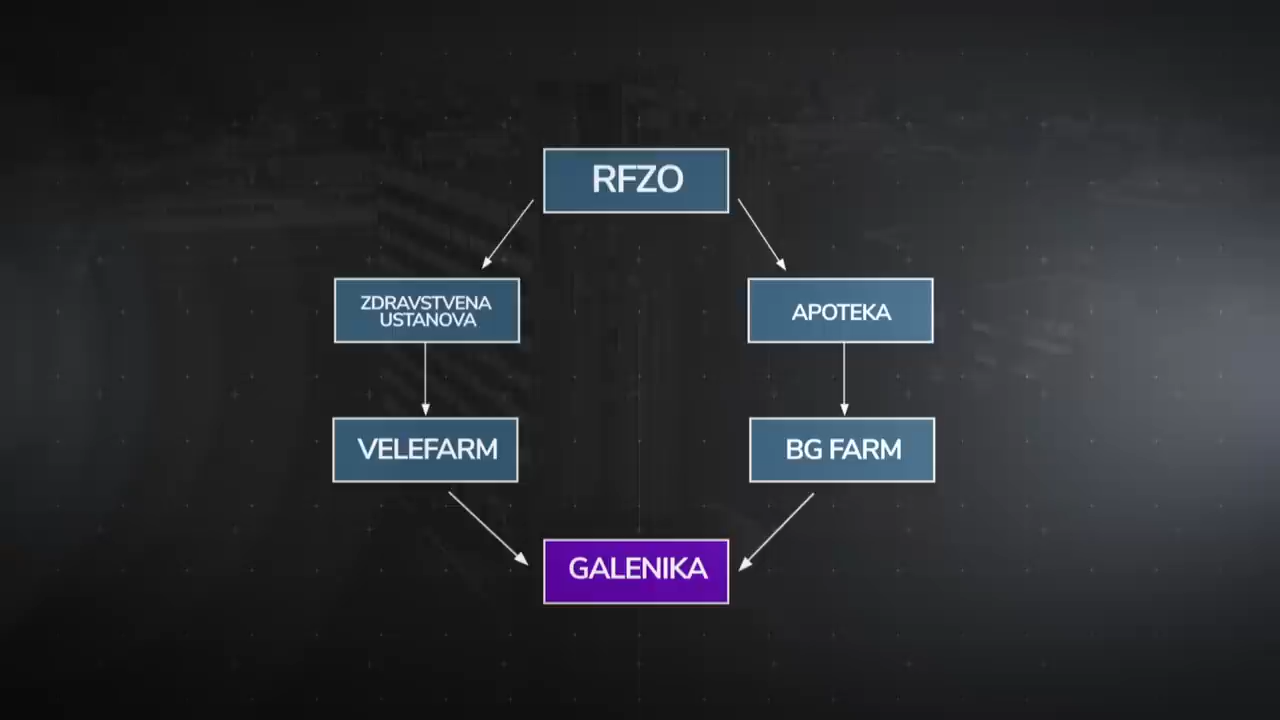 RFZO
ZDRAVSTVENA
USTANOVA
APOTEKA
VELEFARM
BG FARM
GALENIKA